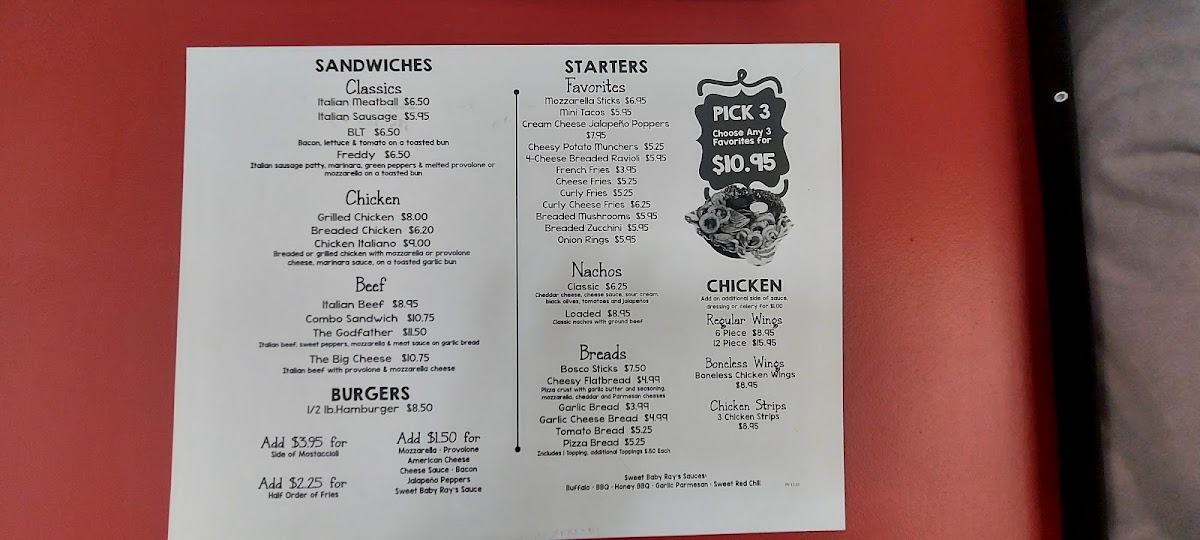 SANDWICHES
Classics
Italian Meatball $6.50
Italian Sausage $5.95
BLT $6.50
Bacon, lettuce & tomato on a toasted bun
Freddy $6.50
Italian sausage patty, marinara, green peppers & melted provolone or
mozzarella on a toasted bun
Chicken
Grilled Chicken $8.00
Breaded Chicken $6.20
Chicken Italiano $9.00
Breaded or grilled chicken with mozzarella or provolone
cheese, marinara sauce, on a toasted garlic bun
Beef
Italian Beef $8.95
Combo Sandwich $10.75
The Godfather $11.50
Italian beef, sweet peppers, mozzarella & meat sauce on garlic bread
The Big Cheese $10.75
Italian beef with provolone & mozzarella cheese
BURGERS
1/2 lb.Hamburger $8.50
Add $3.95 for
Side of Mostaccioli
Add $2.25 for
Half Order of Fries
Add $1.50 for
Mozzarella · Provolone
American Cheese
Cheese Sauce · Bacon
Jalapeño Peppers
Sweet Baby Ray's Sauce
STARTERS
Favorites
Mozzarella Sticks $6.95
Mini Tacos $5.95
Cream Cheese Jalapeño Poppers
$7.95
Cheesy Potato Munchers $5.25
4-Cheese Breaded Ravioli $5.95
French Fries $3.95
Cheese Fries $5.25
Curly Fries $5.25
Curly Cheese Fries $6.25
Breaded Mushrooms $5.95
Breaded Zucchini $5.95
Onion Rings $5.95
Nachos
Classic $6.25
Cheddar cheese, cheese sauce, sour cream,
black olives, tomatoes and jalapeños
Loaded $8.95
Classic nachos with ground beef
Breads
Bosco Sticks $7.50
Cheesy Flatbread $4.99
Pizza crust with garlic butter and seasoning,
mozzarella, cheddar and Parmesan cheeses
Garlic Bread $3.99
Garlic Cheese Bread $4.99
Tomato Bread $5.25
Pizza Bread $5.25
Includes 1 Topping, additional Toppings $.50 Each
PICK 3
Choose Any 3
Favorites for
$10.95
CHICKEN
Add an additional side of sauce,
dressing or celery for $1.00
Regular Wings
6 Piece $8.95
12 Piece $15.95
Boneless Wings
Boneless Chicken Wings
$8.95
Chicken Strips
3 Chicken Strips
$8.95
Sweet Baby Ray's Sauces:
Buffalo · BBQ · Honey BBQ · Garlic Parmesan · Sweet Red Chili